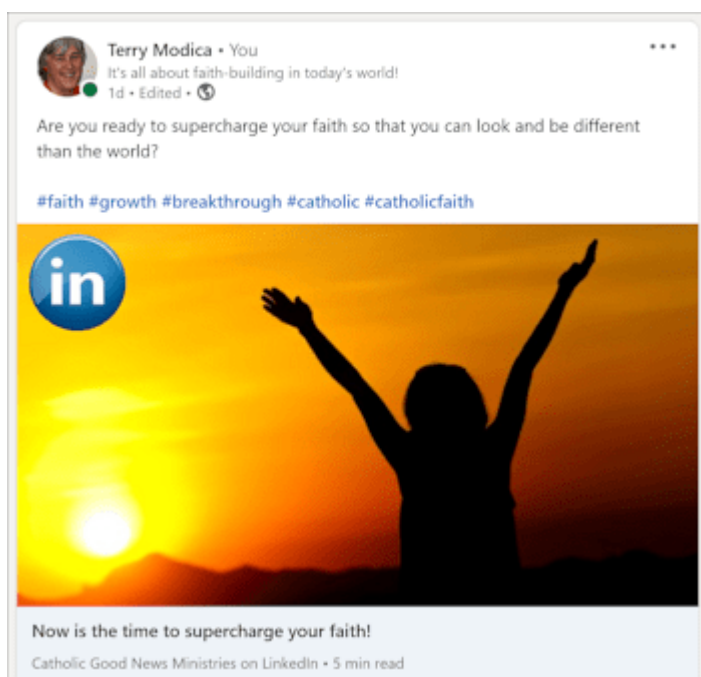 Terry Modica • You
It's all about faith-building in today's world!
1d • Edited •
Are you ready to supercharge your faith so that you can look and be different
than the world?
#faith #growth #breakthrough #catholic #catholicfaith
in
Now is the time to supercharge your faith!
Catholic Good News Ministries on LinkedIn • 5 min read